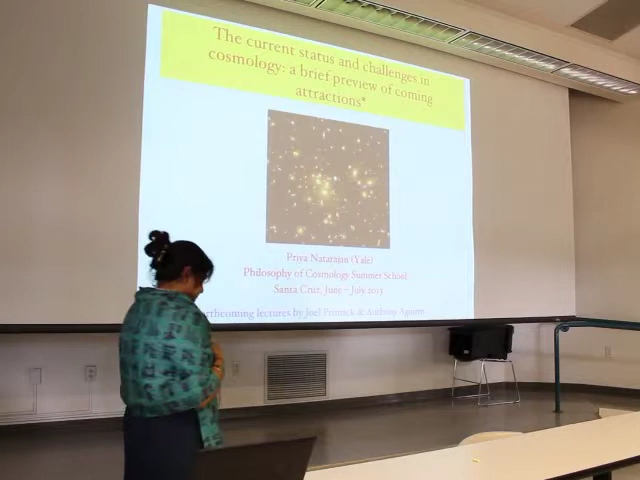 The current status and challenges in
cosmology: a brief preview of coming
attractions*
Priya Natarajan (Yale)
Philosophy of Cosmology Summer School
Santa Cruz, June - July 2013
forthcoming lectures by Joel Primack & Anthony Aguirre